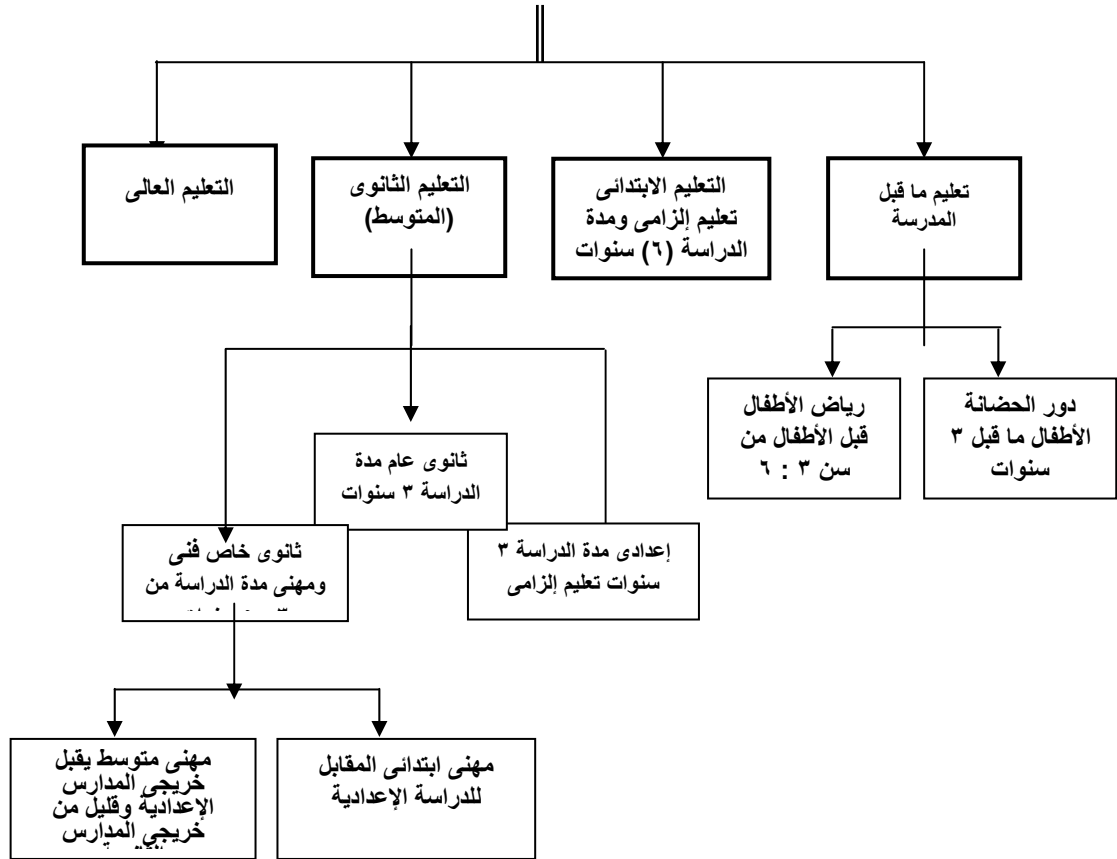 تعليم ما قبل
المدرسة
التعليم الابتدائى
تعليم إلزامى ومدة
الدراسة (٦) سنوات
التعليم الثانوى
(المتوسط)
التعليم العالى
دور الحضانة
الأطفال ما قبل ٣
سنوات
رياض الأطفال
قبل الأطفال من
سن ٣ : ٦
ثانوى عام مدة
الدراسة ٣ سنوات
إعدادى مدة الدراسة ٣
سنوات تعليم إلزامى
ثانوى خاص فنى
ومهنى مدة الدراسة من
مهنى ابتدائى المقابل
للدراسة الإعدادية
مهنى متوسط يقبل
خريجى المدارس
الإعدادية وقليل من
خريجى المدارس